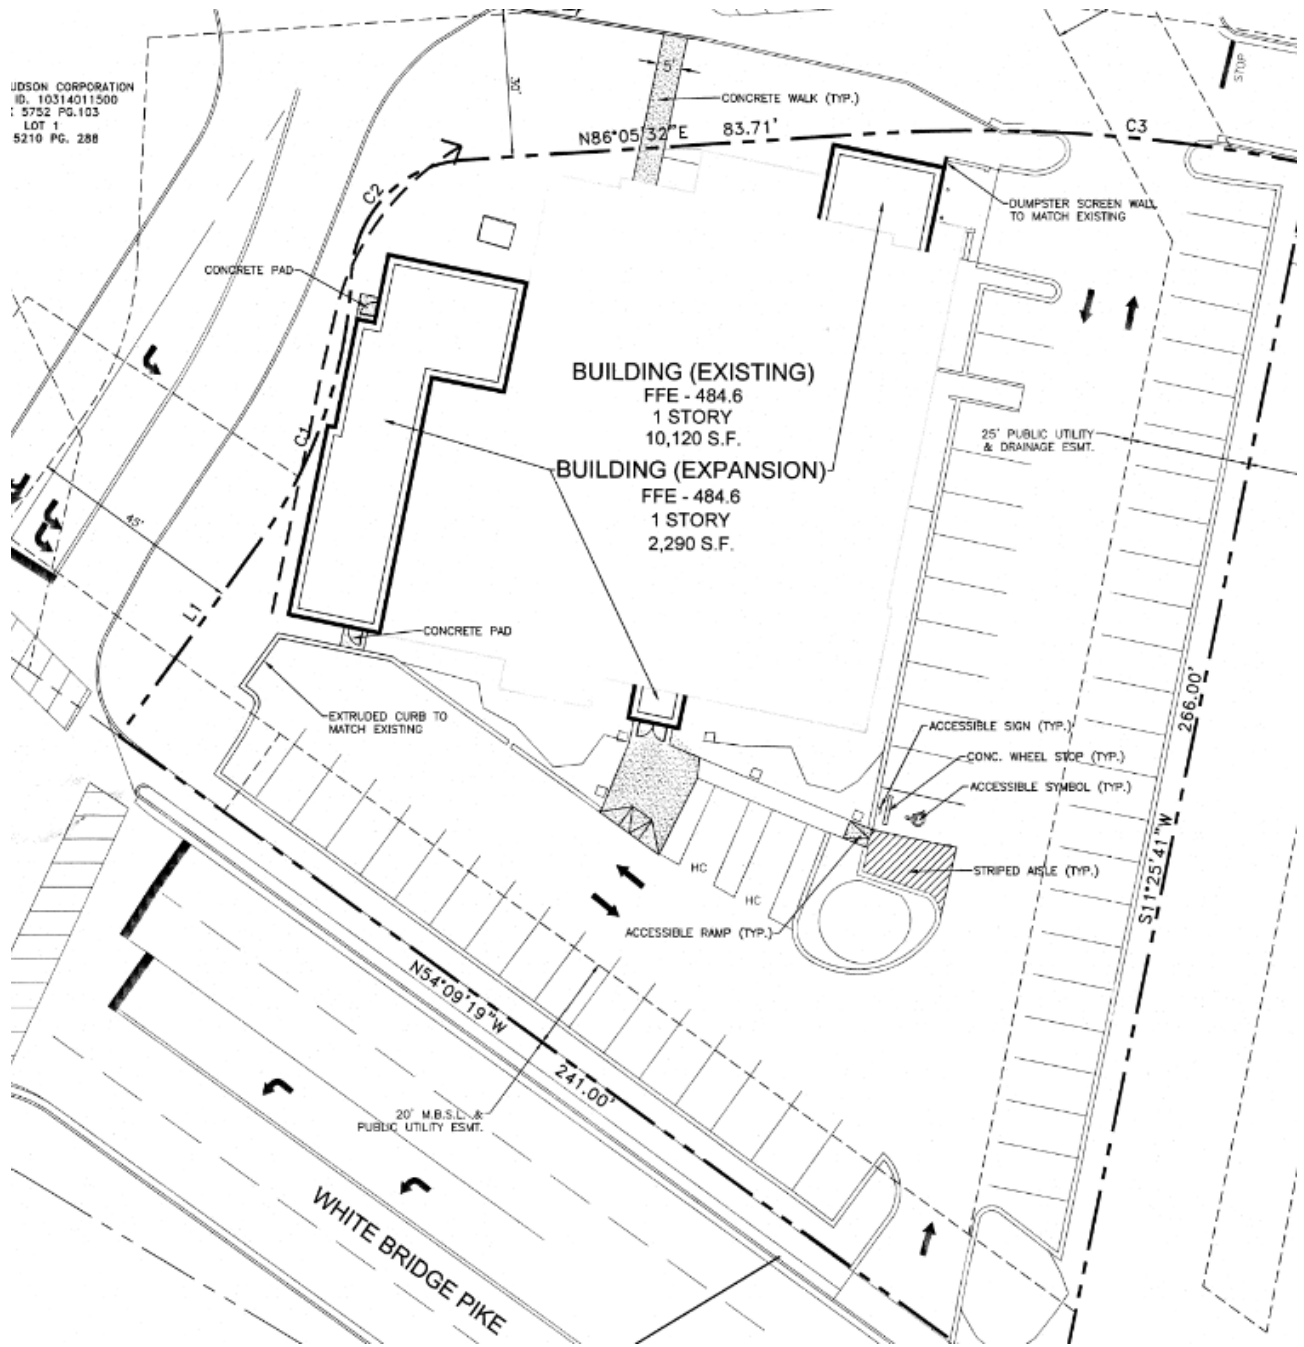 UDSON CORPORATION
ID. 10314011500
5752 PG.103
LOT 1
5210 PG. 288
30'
5'
CONCRETE WALK (TYP.)
N86°05'32"E 83.71'
C3
STOP
C2
DUMPSTER SCREEN WALL
TO MATCH EXISTING
CONCRETE PAD
BUILDING (EXISTING)
FFE - 484.6
1 STORY
10,120 S.F.
BUILDING (EXPANSION)
FFE - 484.6
1 STORY
2,290 S.F.
C1
25' PUBLIC UTILITY
& DRAINAGE ESMT.
45'
L1
CONCRETE PAD
EXTRUDED CURB TO
MATCH EXISTING
266.00'
S11°25'41"W
ACCESSIBLE SIGN (TYP.)
CONC. WHEEL STOP (TYP.)
ACCESSIBLE SYMBOL (TYP.)
HC
HC
STRIPED AISLE (TYP.)
ACCESSIBLE RAMP (TYP.)
N54°09'19"W
241.00'
20' M.B.S.L. &
PUBLIC UTILITY ESMT.
WHITE BRIDGE PIKE